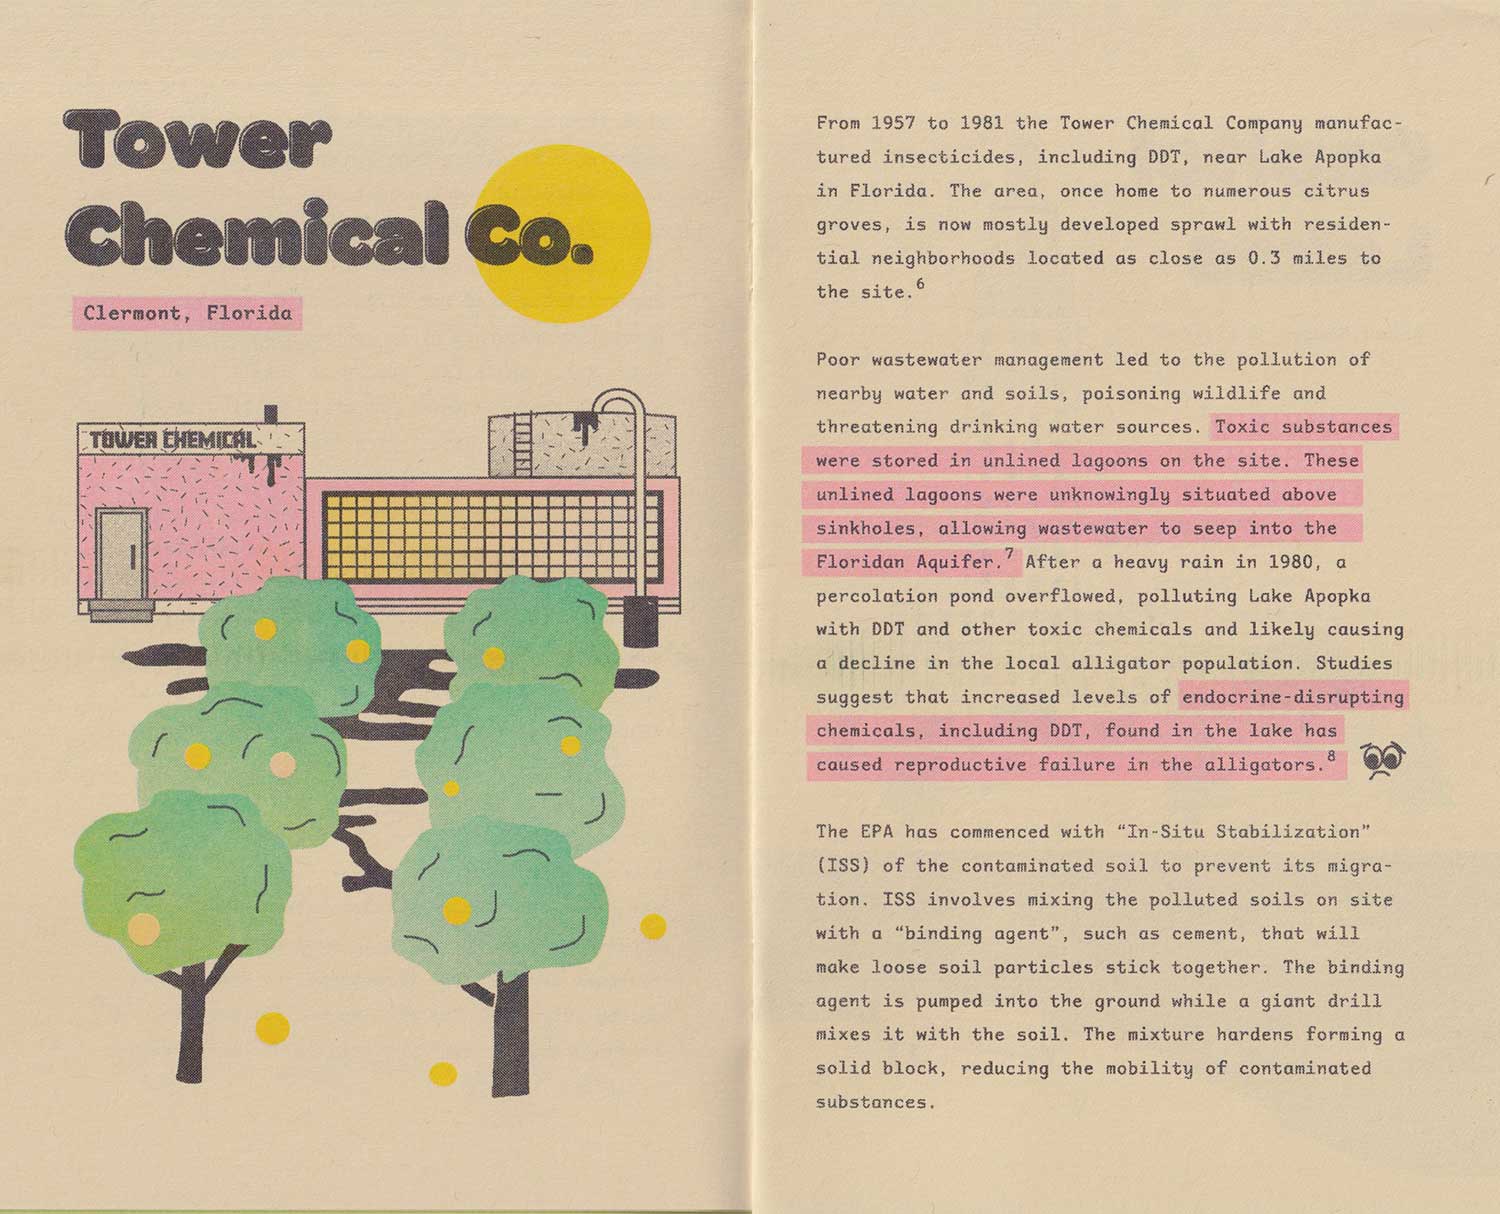 Tower
Chemical Co.
Clermont, Florida
TOWER CHEMICAL
From 1957 to 1981 the Tower Chemical Company manufac-
tured insecticides, including DDT, near Lake Apopka
in Florida. The area, once home to numerous citrus
groves, is now mostly developed sprawl with residen-
tial neighborhoods located as close as 0.3 miles to
the site.6
Poor wastewater management led to the pollution of
nearby water and soils, poisoning wildlife and
threatening drinking water sources. Toxic substances
were stored in unlined lagoons on the site. These
unlined lagoons were unknowingly situated above
sinkholes, allowing wastewater to seep into the
Floridan Aquifer.7 After a heavy rain in 1980, a
percolation pond overflowed, polluting Lake Apopka
with DDT and other toxic chemicals and likely causing
a decline in the local alligator population. Studies
suggest that increased levels of endocrine-disrupting
chemicals, including DDT, found in the lake has
caused reproductive failure in the alligators.8
The EPA has commenced with “In-Situ Stabilization”
(ISS) of the contaminated soil to prevent its migra-
tion. ISS involves mixing the polluted soils on site
with a “binding agent”, such as cement, that will
make loose soil particles stick together. The binding
agent is pumped into the ground while a giant drill
mixes it with the soil. The mixture hardens forming a
solid block, reducing the mobility of contaminated
substances.